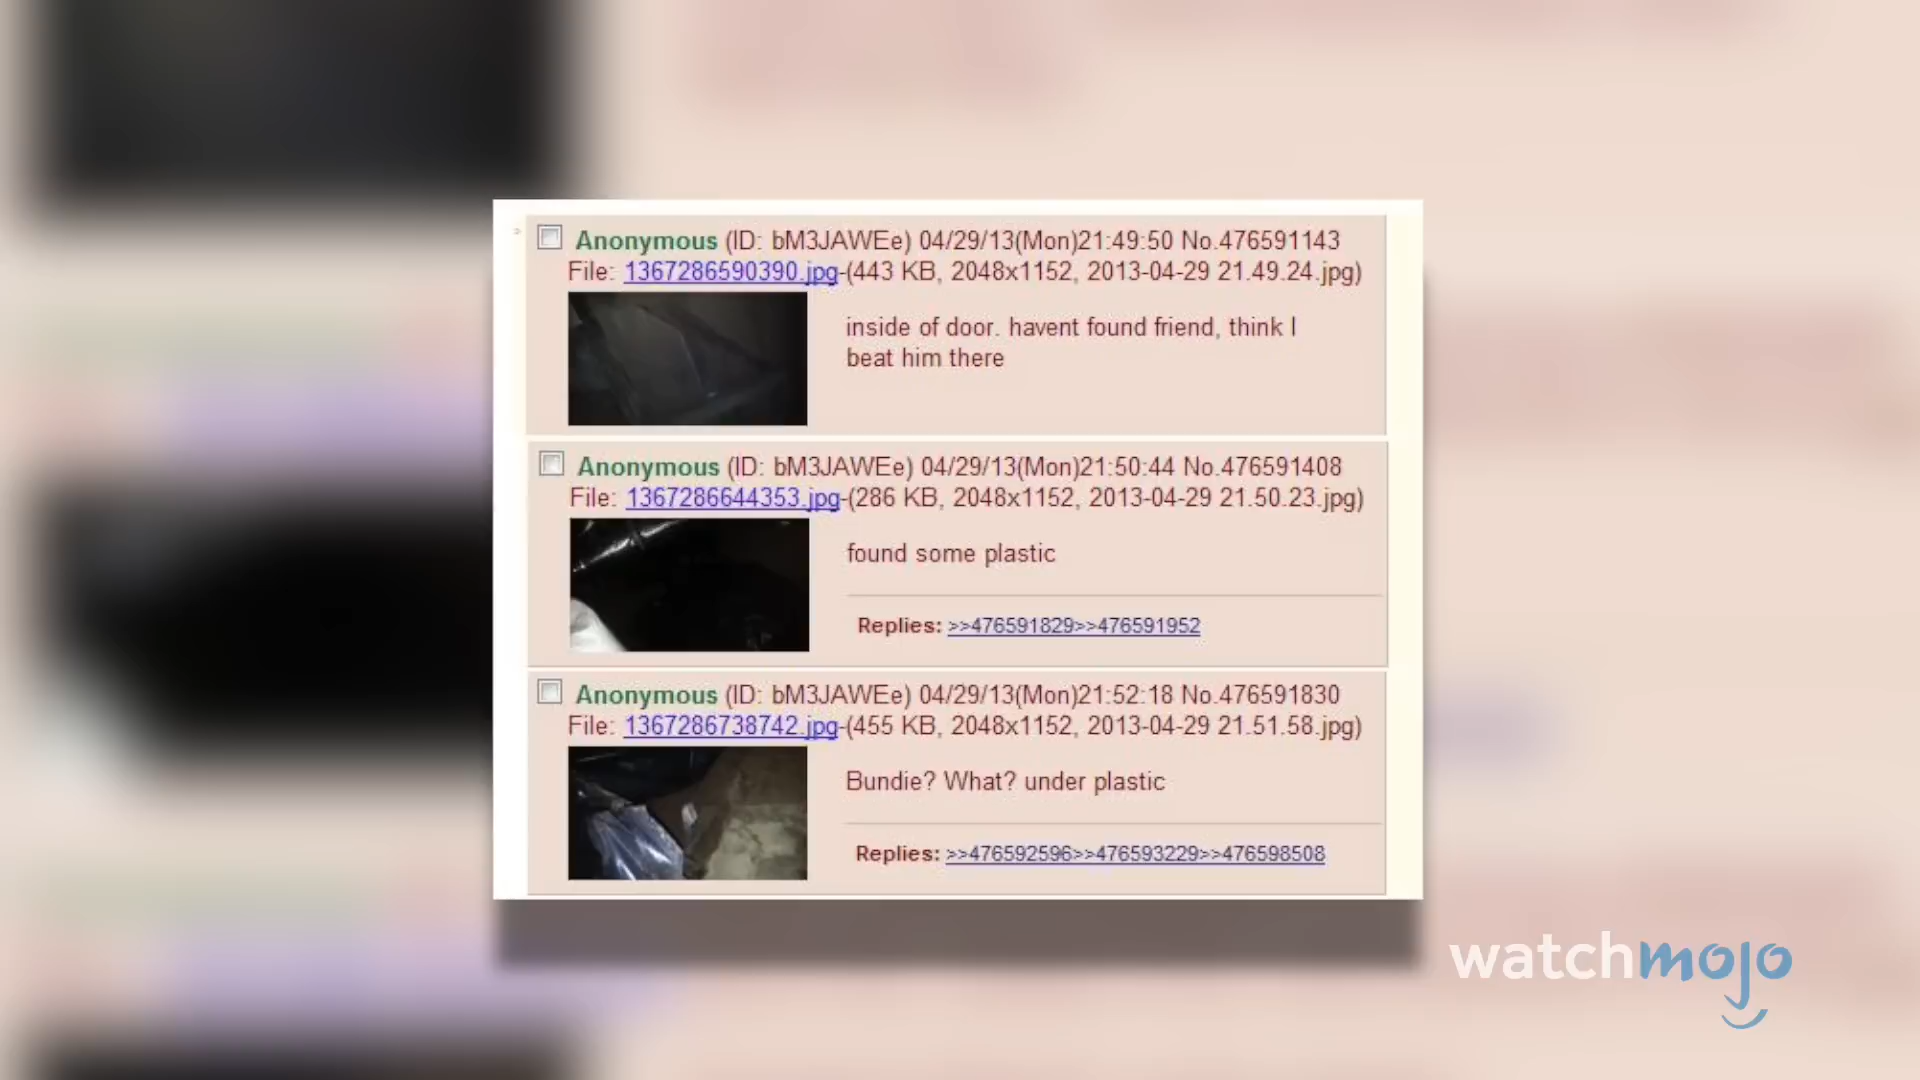 Anonymous (ID: bM3JAWEe) 04/29/13(Mon)21:49:50 No.476591143
File: 1367286590390.jpg-(443 KB, 2048x1152, 2013-04-29 21.49.24.jpg)
inside of door. havent found friend, think I
beat him there
Anonymous (ID: bM3JAWEe) 04/29/13(Mon)21:50:44 No.476591408
File: 1367286644353.jpg-(286 KB, 2048x1152, 2013-04-29 21.50.23.jpg)
found some plastic
Replies: >>476591829>>476591952
Anonymous (ID: bM3JAWEe) 04/29/13(Mon)21:52:18 No.476591830
File: 1367286738742.jpg-(455 KB, 2048x1152, 2013-04-29 21.51.58.jpg)
Bundie? What? under plastic
Replies: >>476592596>>476593229>>476598508
watchmojo